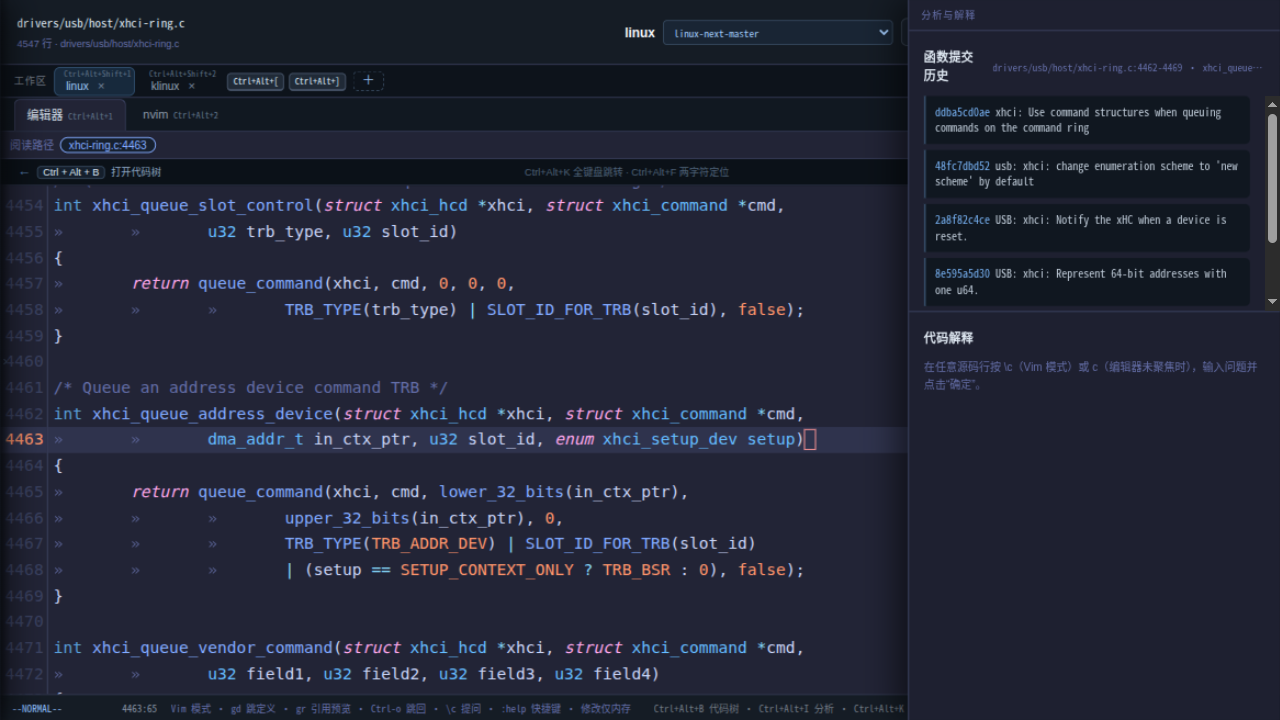 drivers/usb/host/xhci-ring.c
4547 行 · drivers/usb/host/xhci-ring.c
linux linux-next-master
工作区 Ctrl+Alt+Shift+1 linux × Ctrl+Alt+Shift+2 klinux × Ctrl+Alt+[ Ctrl+Alt+] +
编辑器 Ctrl+Alt+1 nvim Ctrl+Alt+2
阅读路径 xhci-ring.c:4463
← Ctrl + Alt + B 打开代码树 Ctrl+Alt+K 全键盘跳转 · Ctrl+Alt+F 两字符定位
4454 int xhci_queue_slot_control(struct xhci_hcd *xhci, struct xhci_command *cmd,
4455 » » u32 trb_type, u32 slot_id)
4456 {
4457 » return queue_command(xhci, cmd, 0, 0, 0,
4458 » » » TRB_TYPE(trb_type) | SLOT_ID_FOR_TRB(slot_id), false);
4459 }
4460
4461 /* Queue an address device command TRB */
4462 int xhci_queue_address_device(struct xhci_hcd *xhci, struct xhci_command *cmd,
4463 » » dma_addr_t in_ctx_ptr, u32 slot_id, enum xhci_setup_dev setup)
4464 {
4465 » return queue_command(xhci, cmd, lower_32_bits(in_ctx_ptr),
4466 » » » upper_32_bits(in_ctx_ptr), 0,
4467 » » » TRB_TYPE(TRB_ADDR_DEV) | SLOT_ID_FOR_TRB(slot_id)
4468 » » » | (setup == SETUP_CONTEXT_ONLY ? TRB_BSR : 0), false);
4469 }
4470
4471 int xhci_queue_vendor_command(struct xhci_hcd *xhci, struct xhci_command *cmd,
4472 » » u32 field1, u32 field2, u32 field3, u32 field4)
--NORMAL-- 4463:65 Vim 模式 · gd 跳定义 · gr 引用预览 · Ctrl-o 跳回 · \c 提问 · :help 快捷键 · 修改仅内存 Ctrl+Alt+B 代码树 · Ctrl+Alt+I 分析 · Ctrl+Alt+K
分析与解释
函数提交
历史
drivers/usb/host/xhci-ring.c:4462-4469 · xhci_queue…
ddba5cd0ae xhci: Use command structures when queuing
commands on the command ring
48fc7dbd52 usb: xhci: change enumeration scheme to 'new
scheme' by default
2a8f82c4ce USB: xhci: Notify the xHC when a device is
reset.
8e595a5d30 USB: xhci: Represent 64-bit addresses with
one u64.
代码解释
在任意源码行按 \c（Vim 模式）或 c（编辑器未聚焦时），输入问题并
点击“确定”。